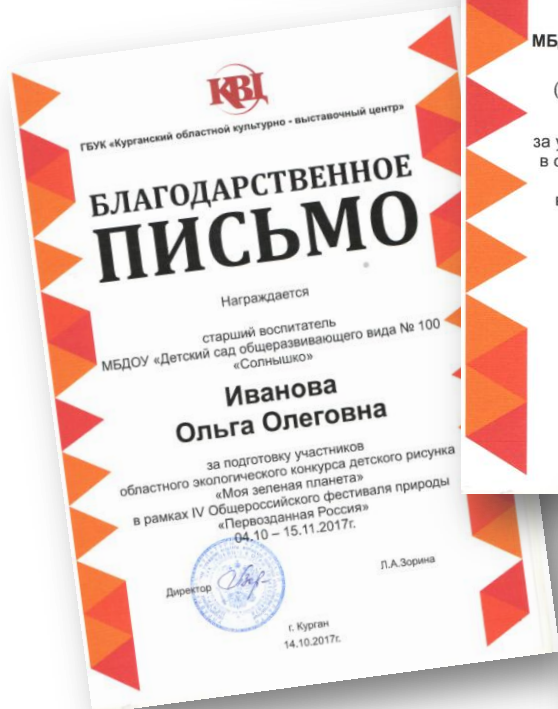 КВЦ
ГБУК «Курганский областной культурно - выставочный центр»
БЛАГОДАРСТВЕННОЕ
ПИСЬМО
Награждается
старший воспитатель
МБДОУ «Детский сад общеразвивающего вида № 100
«Солнышко»
Иванова
Ольга Олеговна
за подготовку участников
областного экологического конкурса детского рисунка
«Моя зеленая планета»
в рамках IV Общероссийского фестиваля природы
«Первозданная Россия»
04.10 – 15.11.2017г.
Директор
Л.А.Зорина
г. Курган
14.10.2017г.
за
в